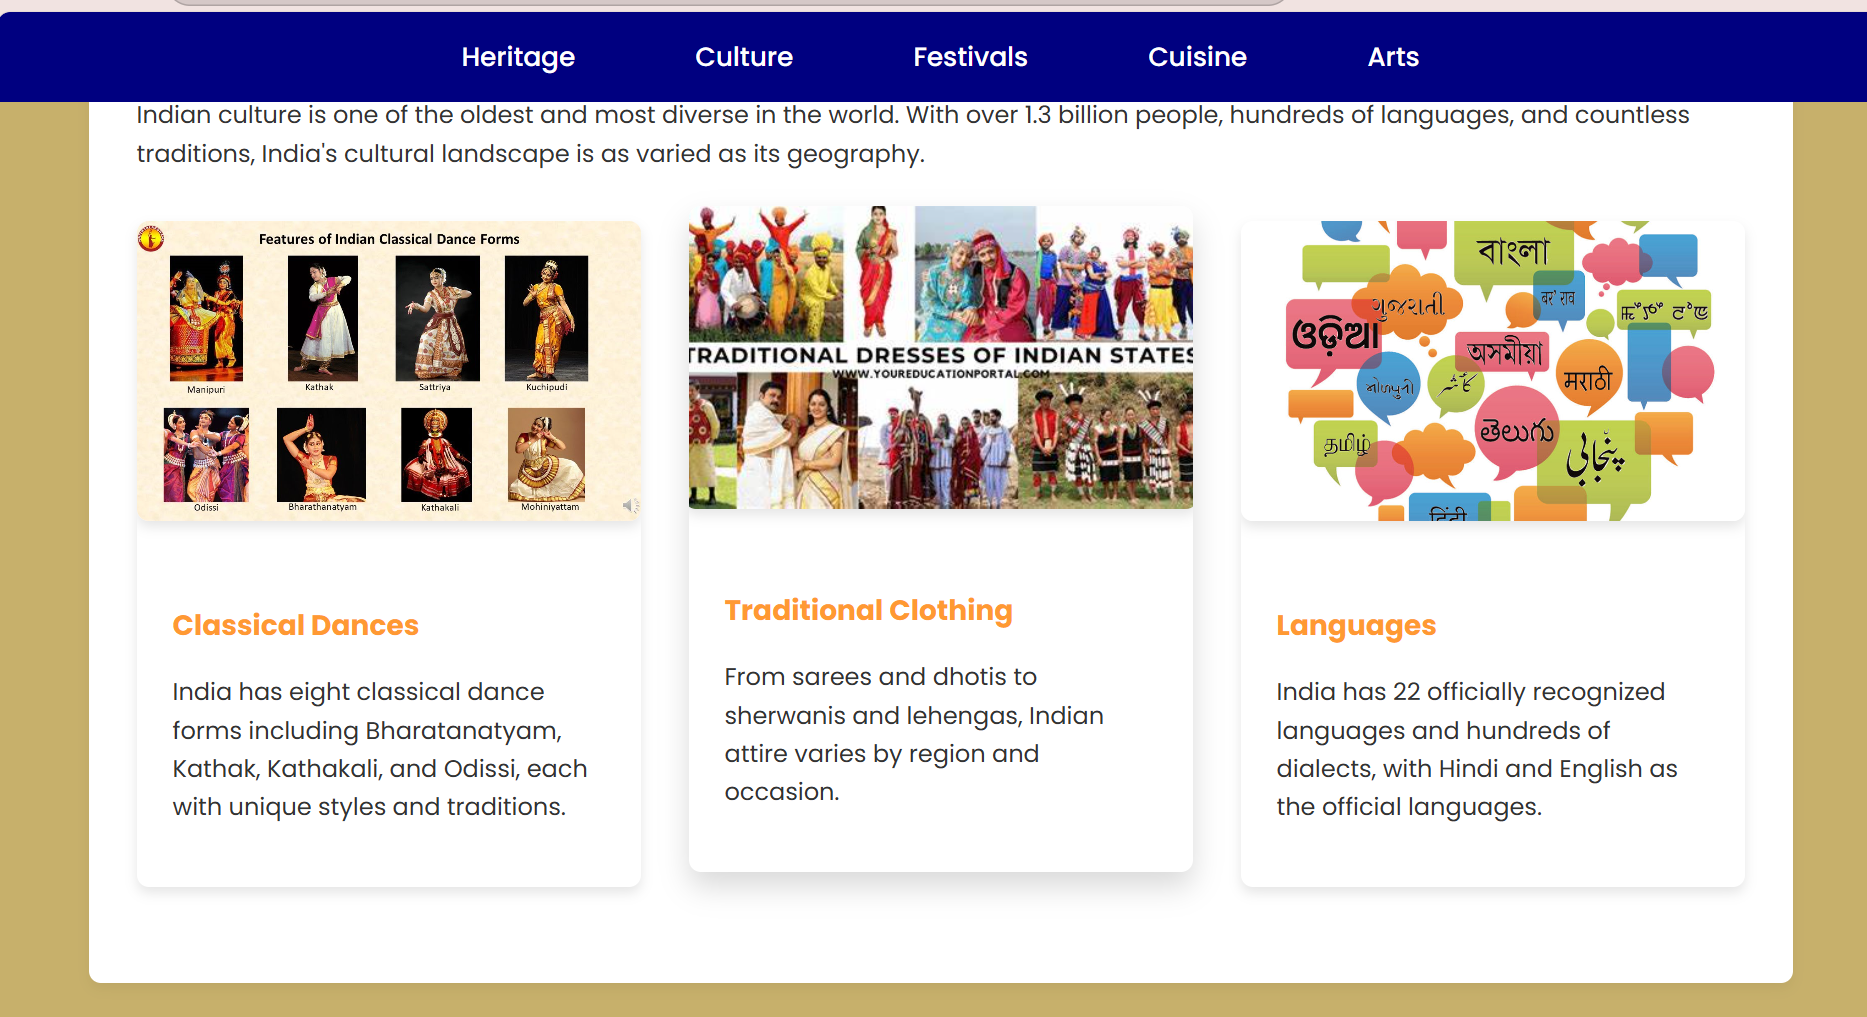 Heritage
Culture
Festivals
Cuisine
Arts
Indian culture is one of the oldest and most diverse in the world. With over 1.3 billion people, hundreds of languages, and countless
traditions, India's cultural landscape is as varied as its geography.
Features of Indian Classical Dance Forms
Manipuri
Kathak
Sattriya
Kuchipudi
Odissi
Bharathanatyam
Kathakali
Mohiniyattam
Classical Dances
India has eight classical dance
forms including Bharatanatyam,
Kathak, Kathakali, and Odissi, each
with unique styles and traditions.
TRADITIONAL DRESSES OF INDIAN STATES
WWW.YOUREDUCATIONPORTAL.COM
Traditional Clothing
From sarees and dhotis to
sherwanis and lehengas, Indian
attire varies by region and
occasion.
বাংলা
ગુજરાતી
बर' राव
ଓଡ଼ିଆ
অসমীয়া
मराठी
தமிழ்
తెలుగు
پنجابی
हिंदी
Languages
India has 22 officially recognized
languages and hundreds of
dialects, with Hindi and English as
the official languages.